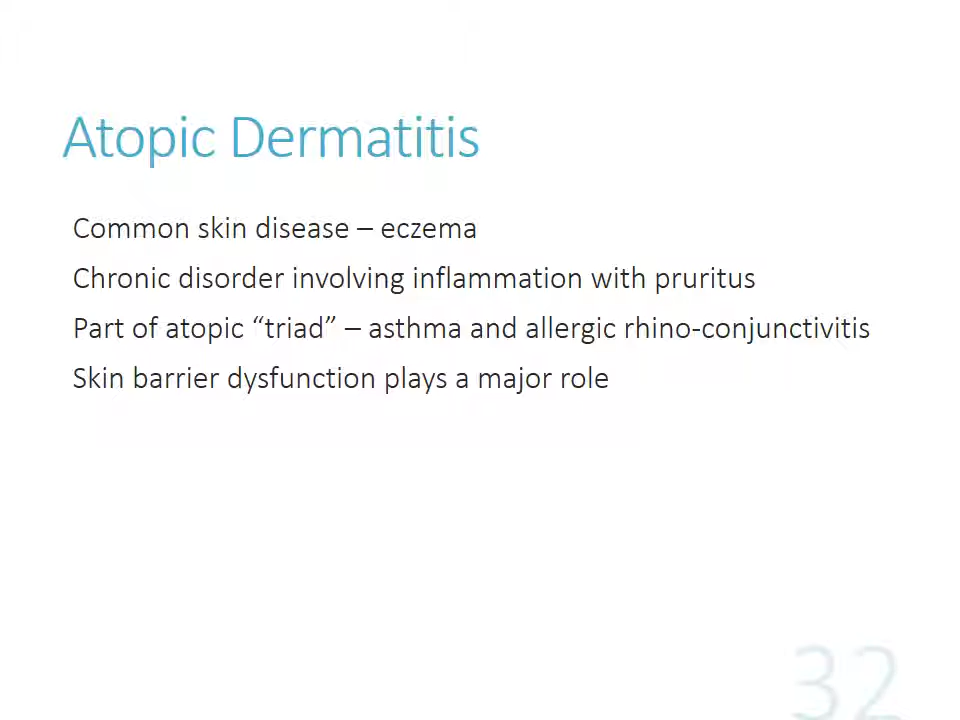 Atopic Dermatitis
Common skin disease – eczema
Chronic disorder involving inflammation with pruritus
Part of atopic “triad” – asthma and allergic rhino-conjunctivitis
Skin barrier dysfunction plays a major role
32